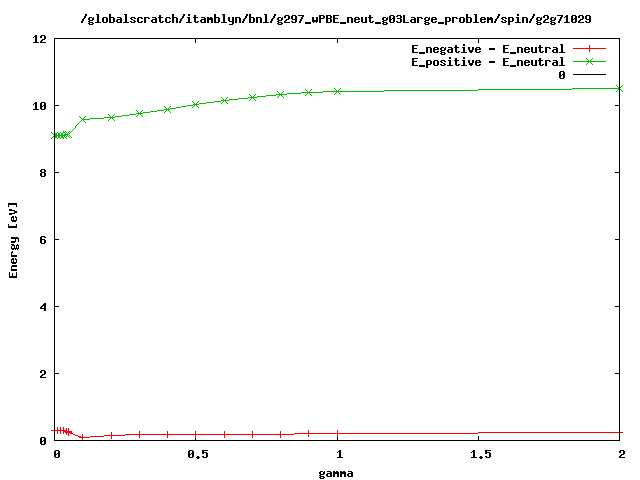 /globalscratch/itamblyn/bnl/g297_wPBE_neut_g03Large_problem/spin/g2g71029
E_negative - E_neutral
E_positive - E_neutral
0
12
10
8
6
4
2
0
Energy [eV]
0 0.5 1 1.5 2
gamma